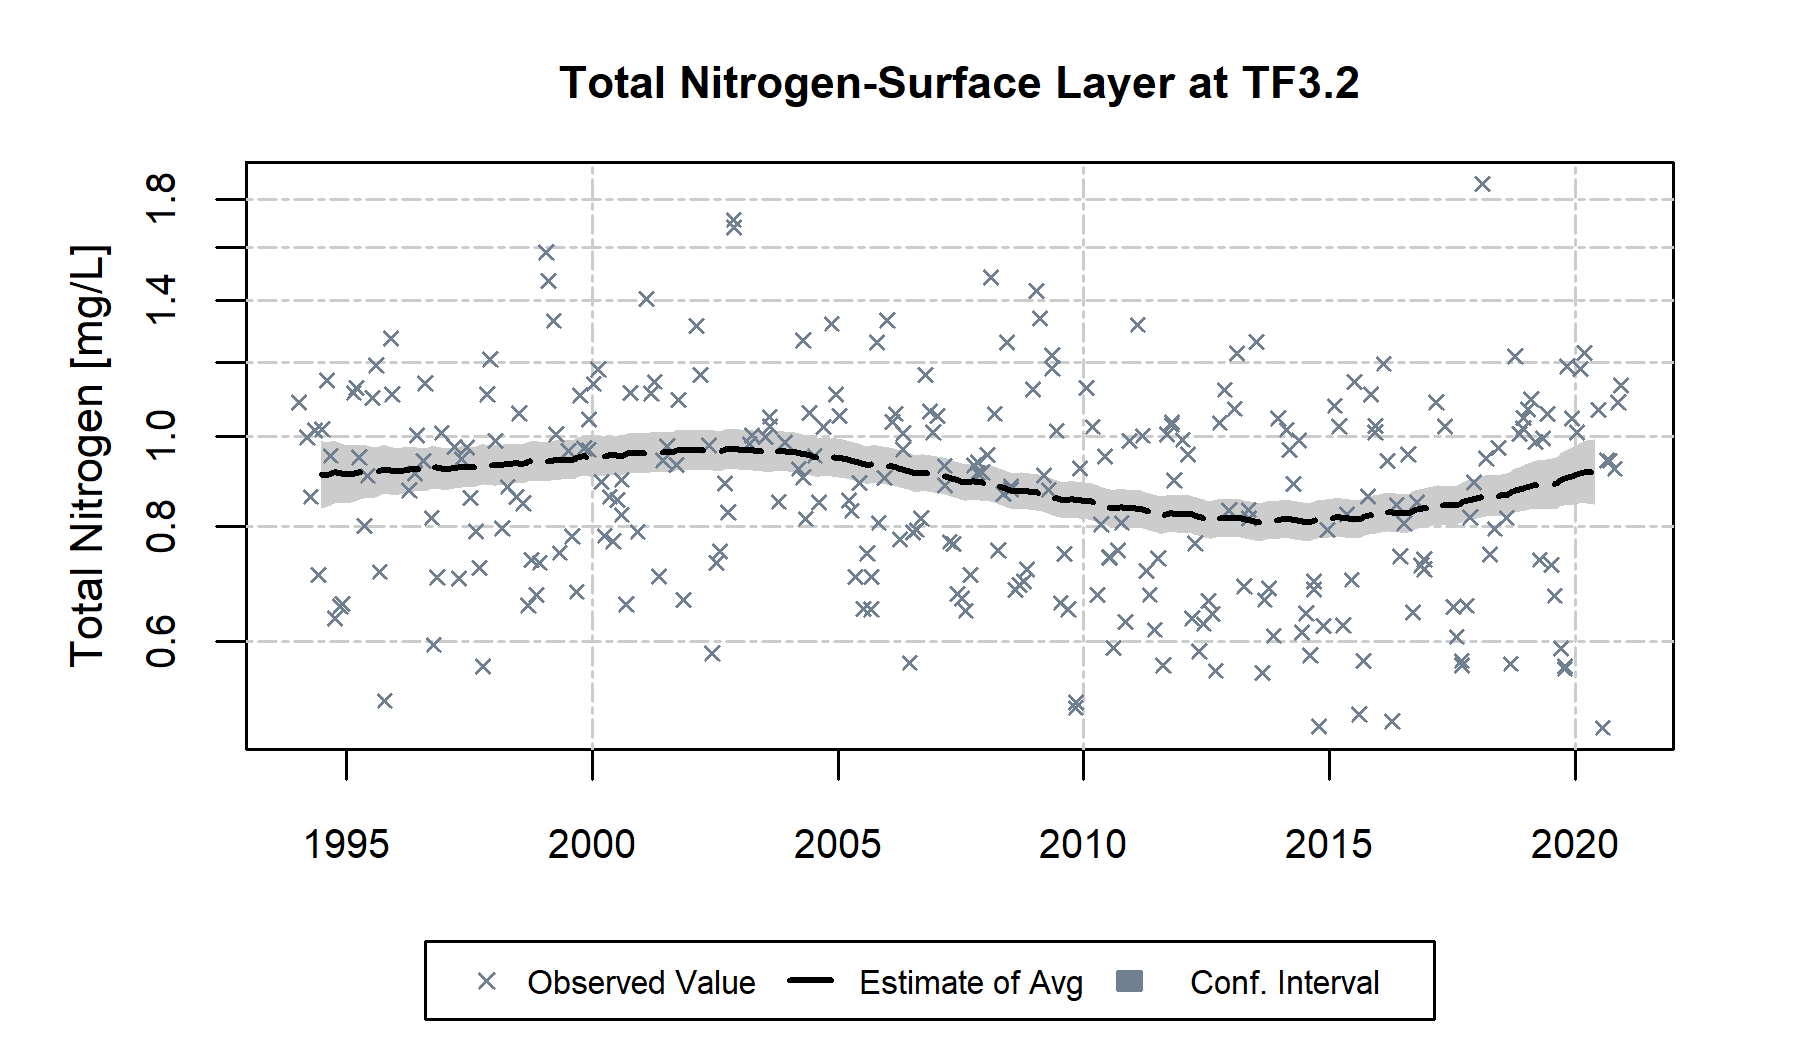 Total Nitrogen-Surface Layer at TF3.2
Total Nitrogen [mg/L]
1.8
1.4
1.0
0.8
0.6
1995 2000 2005 2010 2015 2020
Observed Value Estimate of Avg Conf. Interval